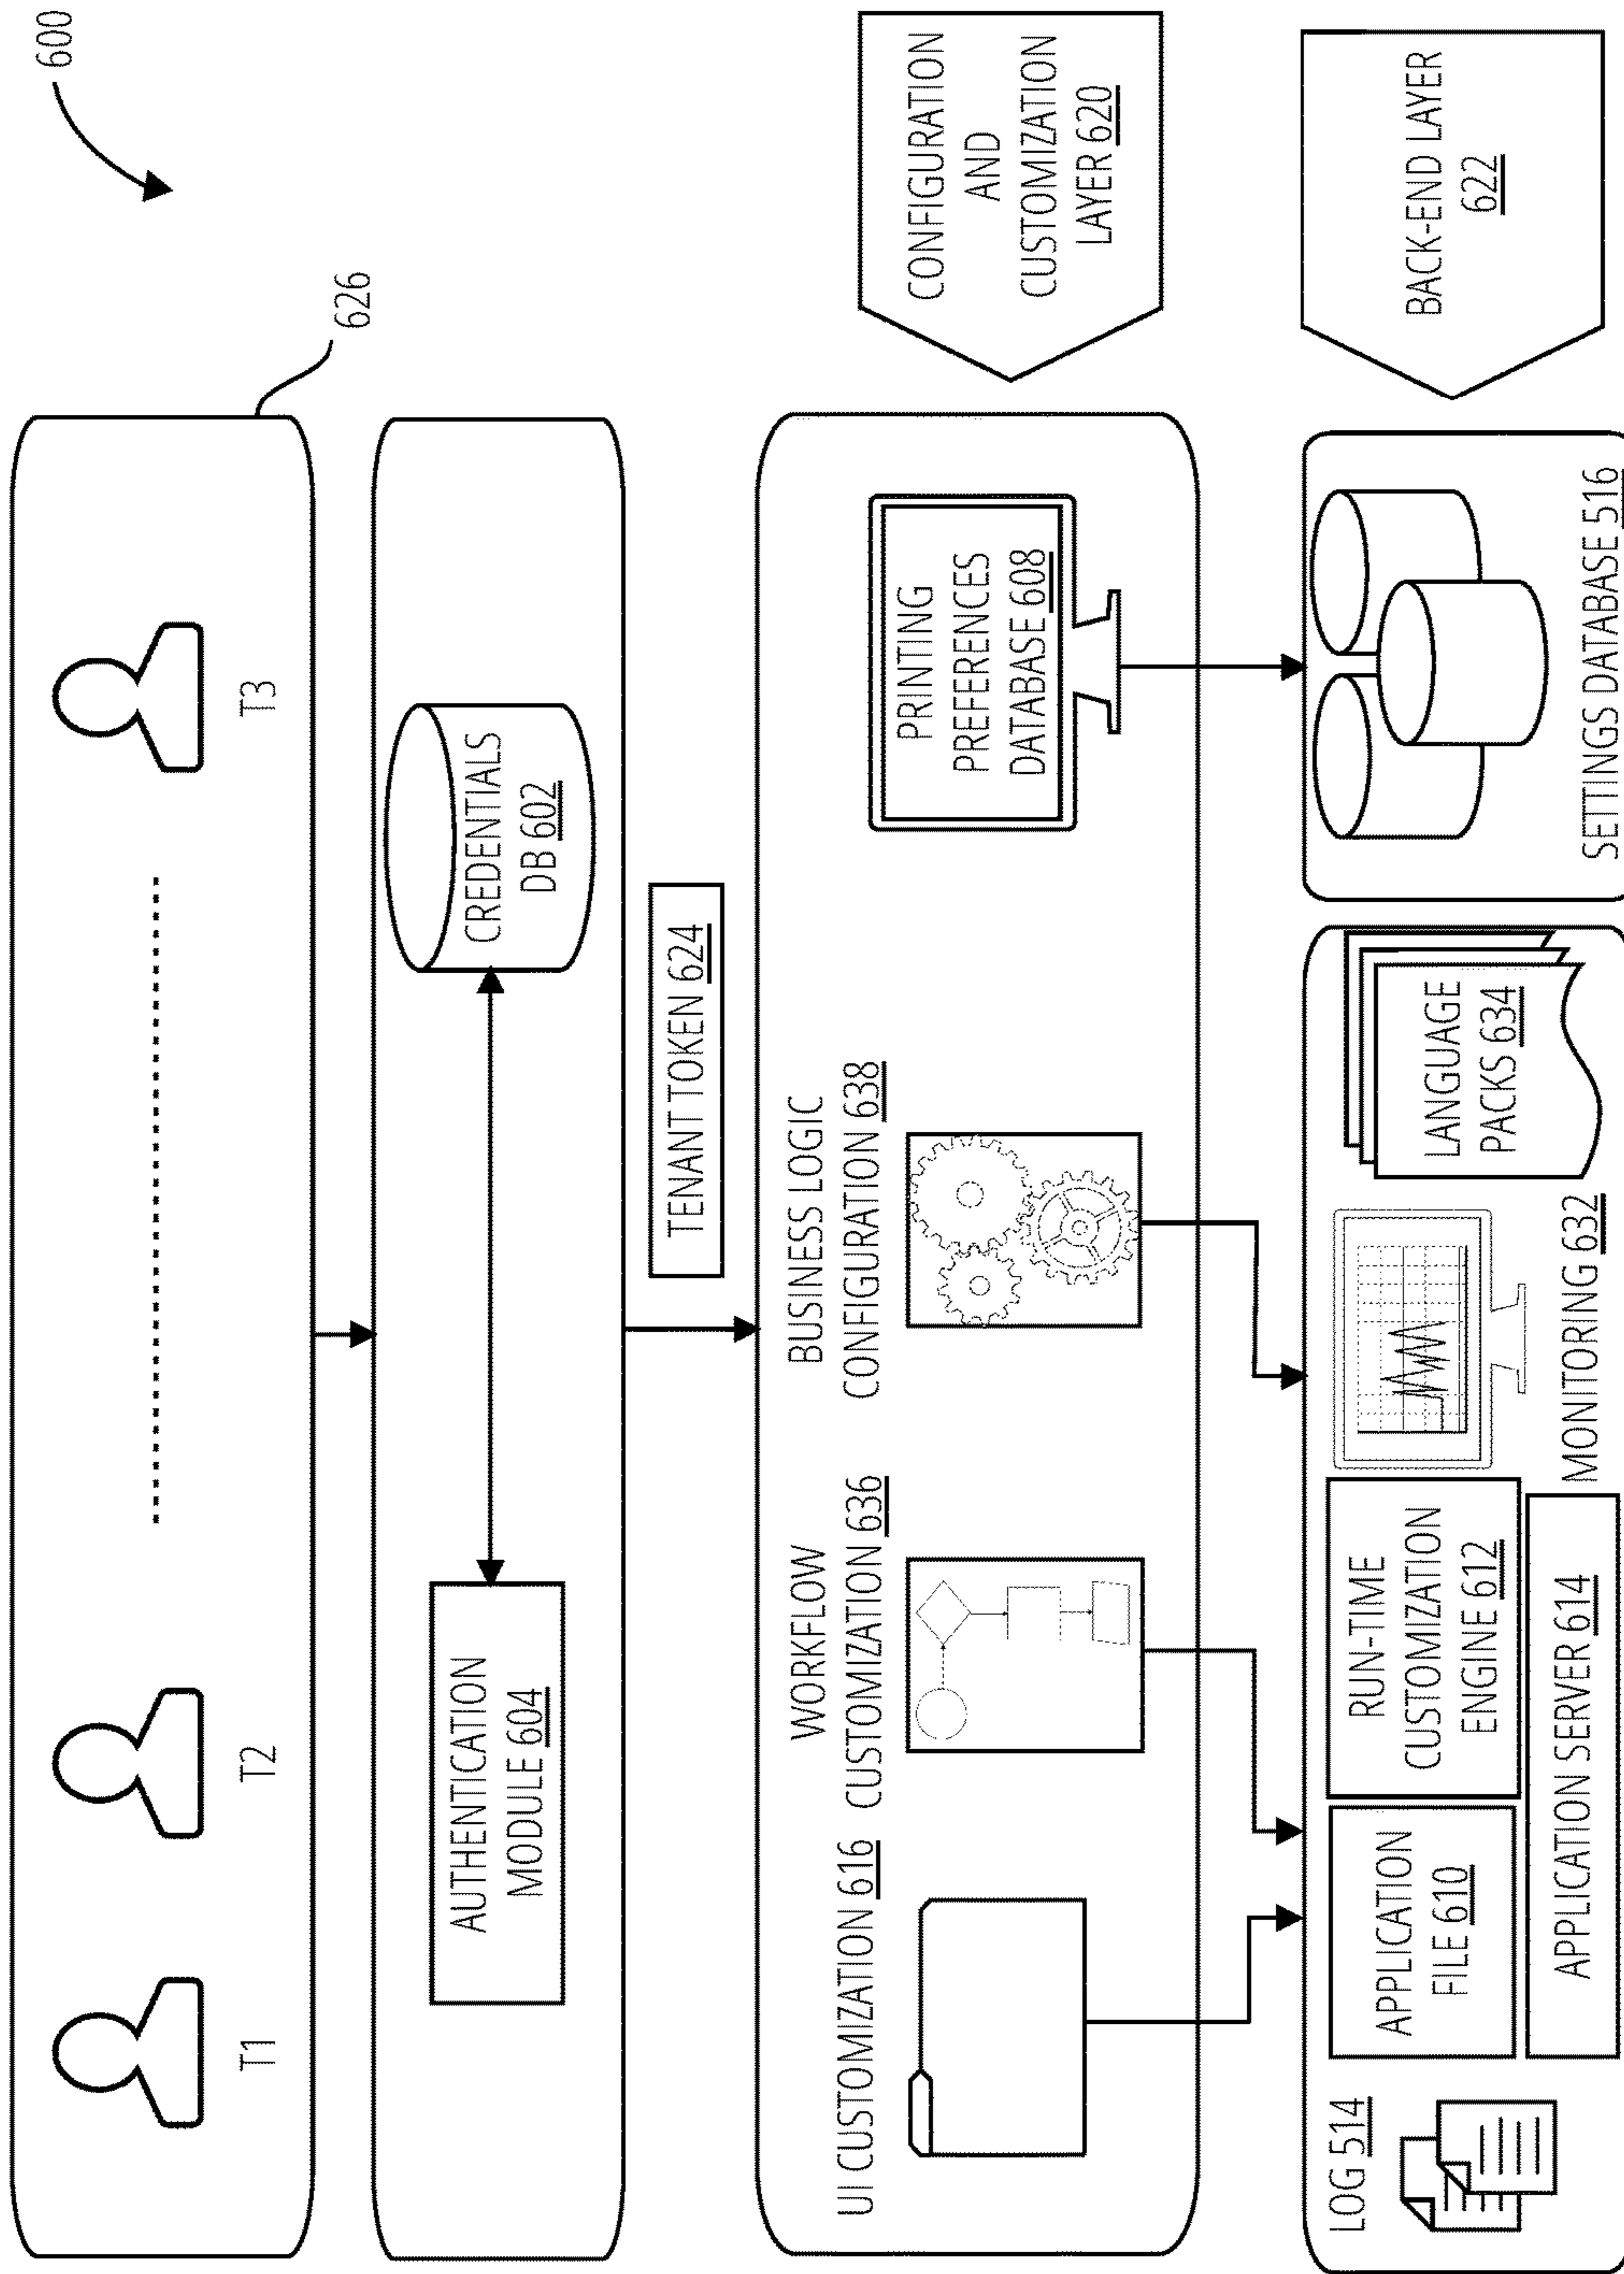 600
626
T1
T2
T3
AUTHENTICATION
MODULE 604
CREDENTIALS
DB 602
TENANT TOKEN 624
UI CUSTOMIZATION 616
WORKFLOW
CUSTOMIZATION 636
BUSINESS LOGIC
CONFIGURATION 638
PRINTING
PREFERENCES
DATABASE 608
CONFIGURATION
AND
CUSTOMIZATION
LAYER 620
LOG 514
APPLICATION
FILE 610
RUN-TIME
CUSTOMIZATION
ENGINE 612
APPLICATION SERVER 614
MONITORING 632
LANGUAGE
PACKS 634
SETTINGS DATABASE 516
BACK-END LAYER
622